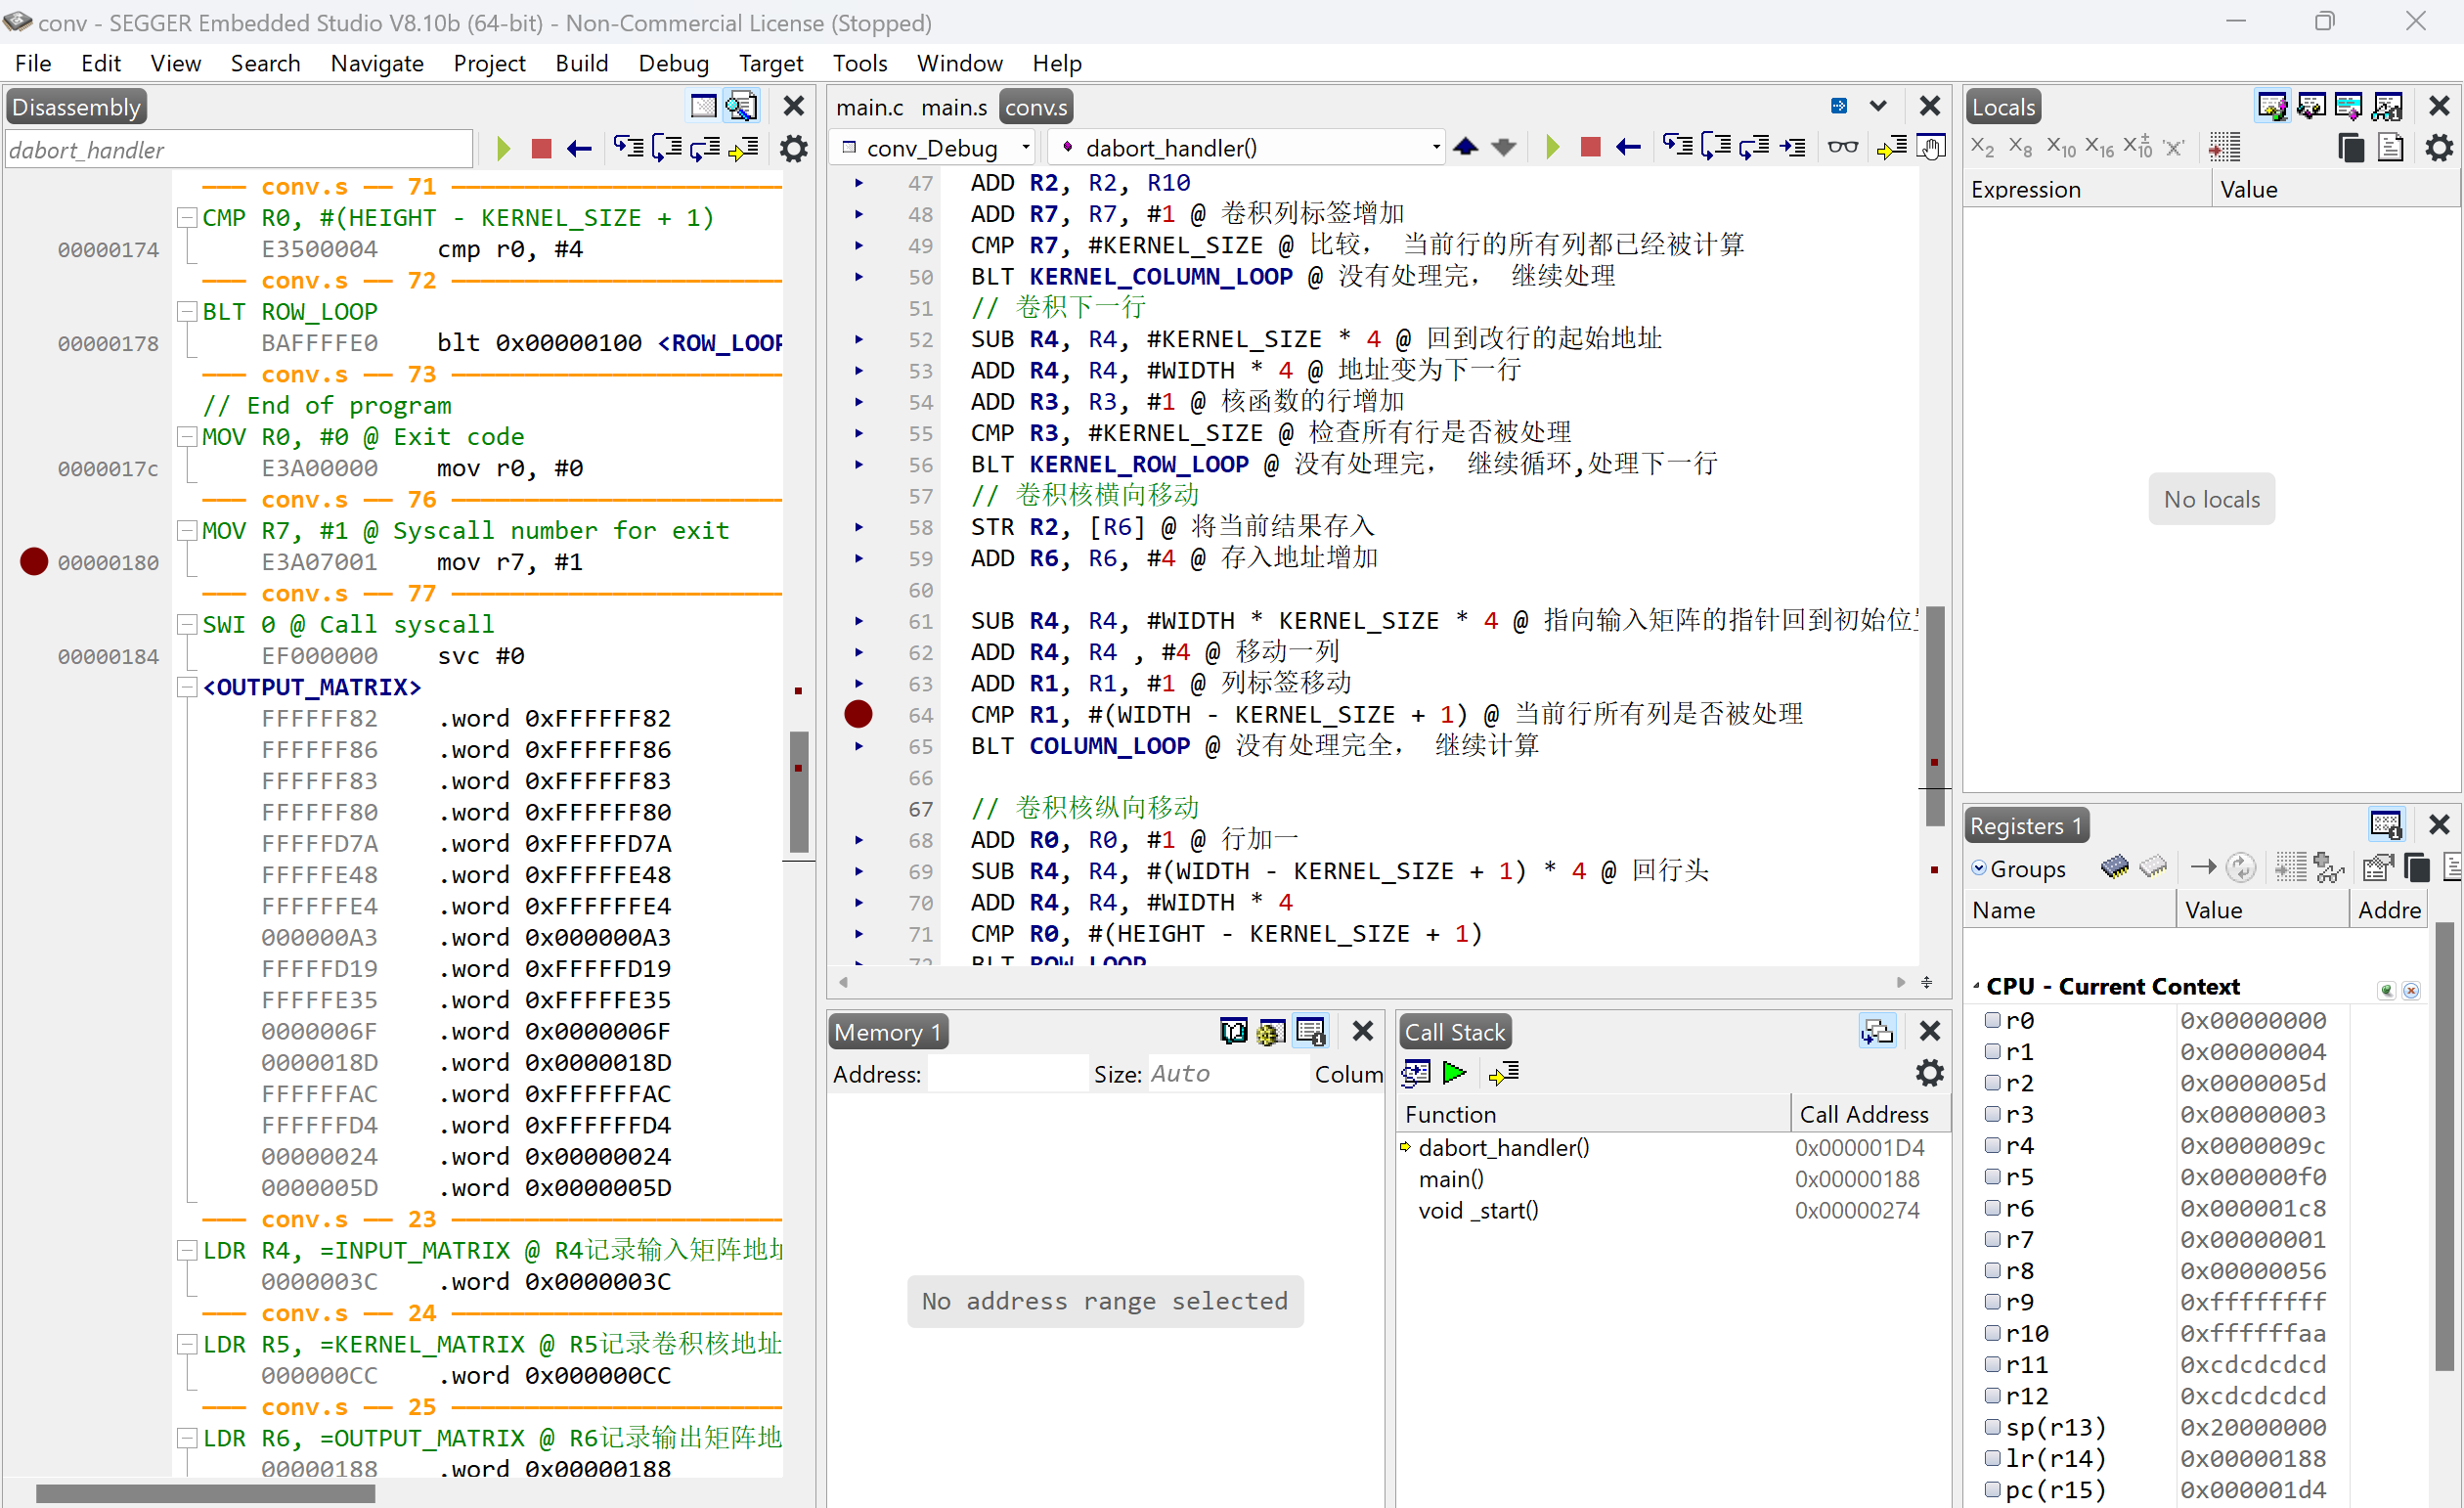 conv - SEGGER Embedded Studio V8.10b (64-bit) - Non-Commercial License (Stopped)
File Edit View Search Navigate Project Build Debug Target Tools Window Help
Disassembly
dabort_handler
conv.s — 71
CMP R0, #(HEIGHT - KERNEL_SIZE + 1)
00000174 E3500004 cmp r0, #4
conv.s — 72
BLT ROW_LOOP
00000178 BAFFFFE0 blt 0x00000100 <ROW_LOOP
conv.s — 73
// End of program
MOV R0, #0 @ Exit code
0000017c E3A00000 mov r0, #0
conv.s — 76
MOV R7, #1 @ Syscall number for exit
00000180 E3A07001 mov r7, #1
conv.s — 77
SWI 0 @ Call syscall
00000184 EF000000 svc #0
<OUTPUT_MATRIX>
FFFFFF82 .word 0xFFFFFF82
FFFFFF86 .word 0xFFFFFF86
FFFFFF83 .word 0xFFFFFF83
FFFFFF80 .word 0xFFFFFF80
FFFFFD7A .word 0xFFFFFD7A
FFFFFE48 .word 0xFFFFFE48
FFFFFFE4 .word 0xFFFFFFE4
000000A3 .word 0x000000A3
FFFFFD19 .word 0xFFFFFD19
FFFFFE35 .word 0xFFFFFE35
0000006F .word 0x0000006F
0000018D .word 0x0000018D
FFFFFFAC .word 0xFFFFFFAC
FFFFFFD4 .word 0xFFFFFFD4
00000024 .word 0x00000024
0000005D .word 0x0000005D
conv.s — 23
LDR R4, =INPUT_MATRIX @ R4记录输入矩阵地址
0000003C .word 0x0000003C
conv.s — 24
LDR R5, =KERNEL_MATRIX @ R5记录卷积核地址
000000CC .word 0x000000CC
conv.s — 25
LDR R6, =OUTPUT_MATRIX @ R6记录输出矩阵地
00000188 .word 0x00000188
main.c main.s conv.s
conv_Debug dabort_handler()
47 ADD R2, R2, R10
48 ADD R7, R7, #1 @ 卷积列标签增加
49 CMP R7, #KERNEL_SIZE @ 比较， 当前行的所有列都已经被计算
50 BLT KERNEL_COLUMN_LOOP @ 没有处理完， 继续处理
51 // 卷积下一行
52 SUB R4, R4, #KERNEL_SIZE * 4 @ 回到改行的起始地址
53 ADD R4, R4, #WIDTH * 4 @ 地址变为下一行
54 ADD R3, R3, #1 @ 核函数的行增加
55 CMP R3, #KERNEL_SIZE @ 检查所有行是否被处理
56 BLT KERNEL_ROW_LOOP @ 没有处理完， 继续循环,处理下一行
57 // 卷积核横向移动
58 STR R2, [R6] @ 将当前结果存入
59 ADD R6, R6, #4 @ 存入地址增加
60
61 SUB R4, R4, #WIDTH * KERNEL_SIZE * 4 @ 指向输入矩阵的指针回到初始位
62 ADD R4, R4 , #4 @ 移动一列
63 ADD R1, R1, #1 @ 列标签移动
64 CMP R1, #(WIDTH - KERNEL_SIZE + 1) @ 当前行所有列是否被处理
65 BLT COLUMN_LOOP @ 没有处理完全， 继续计算
66
67 // 卷积核纵向移动
68 ADD R0, R0, #1 @ 行加一
69 SUB R4, R4, #(WIDTH - KERNEL_SIZE + 1) * 4 @ 回行头
70 ADD R4, R4, #WIDTH * 4
71 CMP R0, #(HEIGHT - KERNEL_SIZE + 1)
72 BLT ROW_LOOP
Memory 1
Address: Size: Auto Colum
No address range selected
Call Stack
Function Call Address
dabort_handler() 0x000001D4
main() 0x00000188
void _start() 0x00000274
Locals
X2 X8 X10 X16 X±10 'x'
Expression Value
No locals
Registers 1
Groups
Name Value Addre
CPU - Current Context
r0 0x00000000
r1 0x00000004
r2 0x0000005d
r3 0x00000003
r4 0x0000009c
r5 0x000000f0
r6 0x000001c8
r7 0x00000001
r8 0x00000056
r9 0xffffffff
r10 0xffffffaa
r11 0xcdcdcdcd
r12 0xcdcdcdcd
sp(r13) 0x20000000
lr(r14) 0x00000188
pc(r15) 0x000001d4